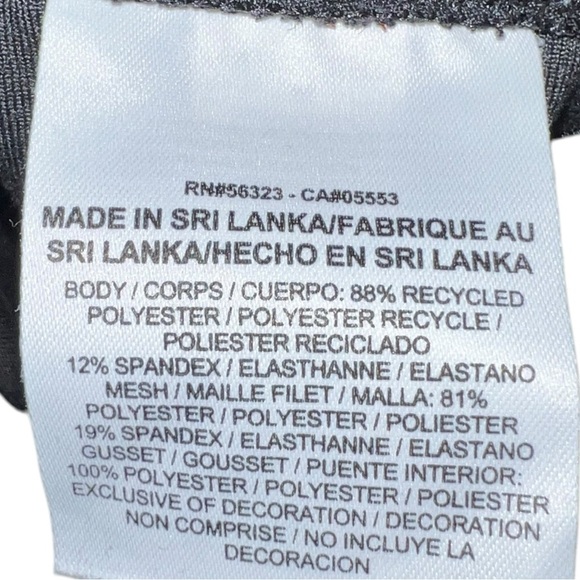 RN#56323 - CA#05553
MADE IN SRI LANKA/FABRIQUE AU
SRI LANKA/HECHO EN SRI LANKA
BODY / CORPS / CUERPO: 88% RECYCLED
POLYESTER / POLYESTER RECYCLE /
POLIESTER RECICLADO
12% SPANDEX / ELASTHANNE / ELASTANO
MESH / MAILLE FILET / MALLA: 81%
POLYESTER / POLYESTER / POLIESTER
19% SPANDEX / ELASTHANNE / ELASTANO
GUSSET / GOUSSET / PUENTE INTERIOR:
100% POLYESTER / POLYESTER / POLIESTER
EXCLUSIVE OF DECORATION / DECORATION
NON COMPRISE / NO INCLUYE LA
DECORACION